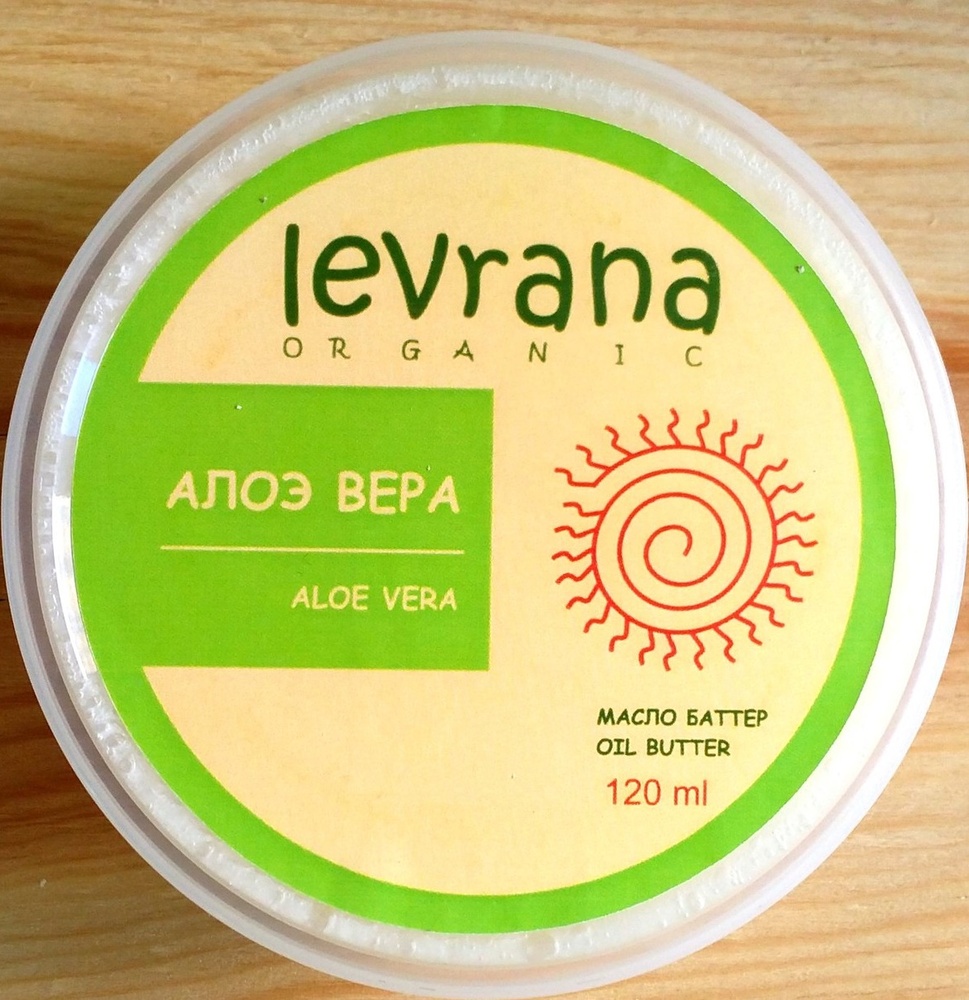 levrana
ORGANIC
АЛОЭ ВЕРА
ALOE VERA
МАСЛО БАТТЕР
OIL BUTTER
120 ml